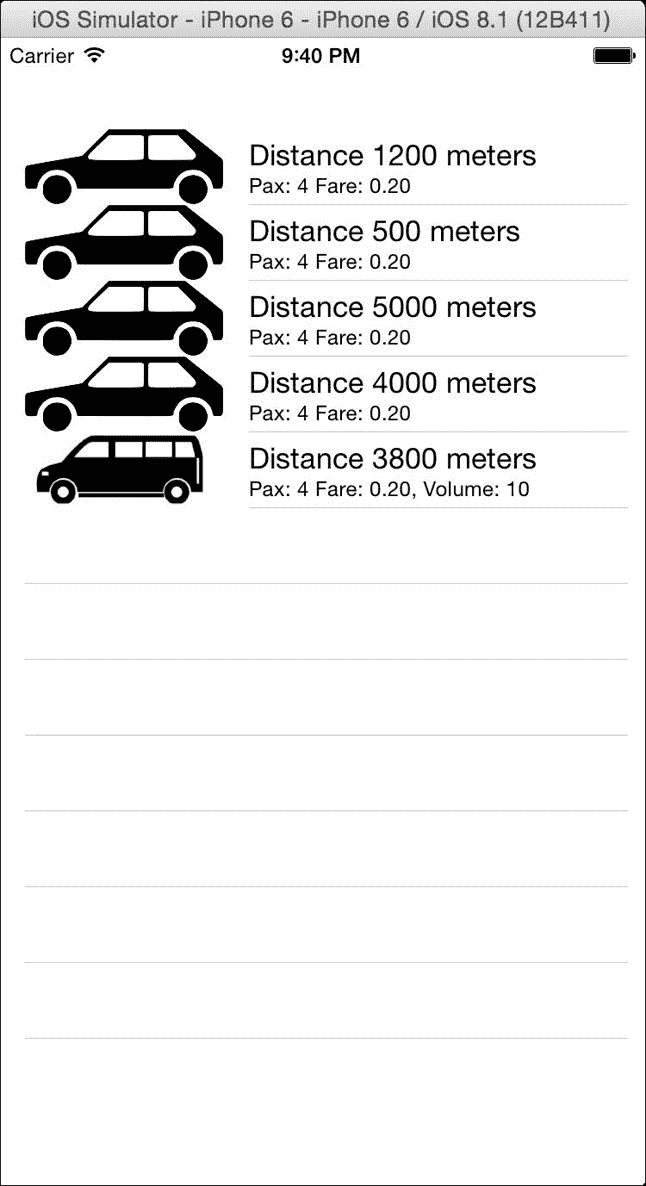 iOS Simulator - iPhone 6 - iPhone 6 / iOS 8.1 (12B411)
Carrier 9:40 PM
Distance 1200 meters
Pax: 4 Fare: 0.20
Distance 500 meters
Pax: 4 Fare: 0.20
Distance 5000 meters
Pax: 4 Fare: 0.20
Distance 4000 meters
Pax: 4 Fare: 0.20
Distance 3800 meters
Pax: 4 Fare: 0.20, Volume: 10